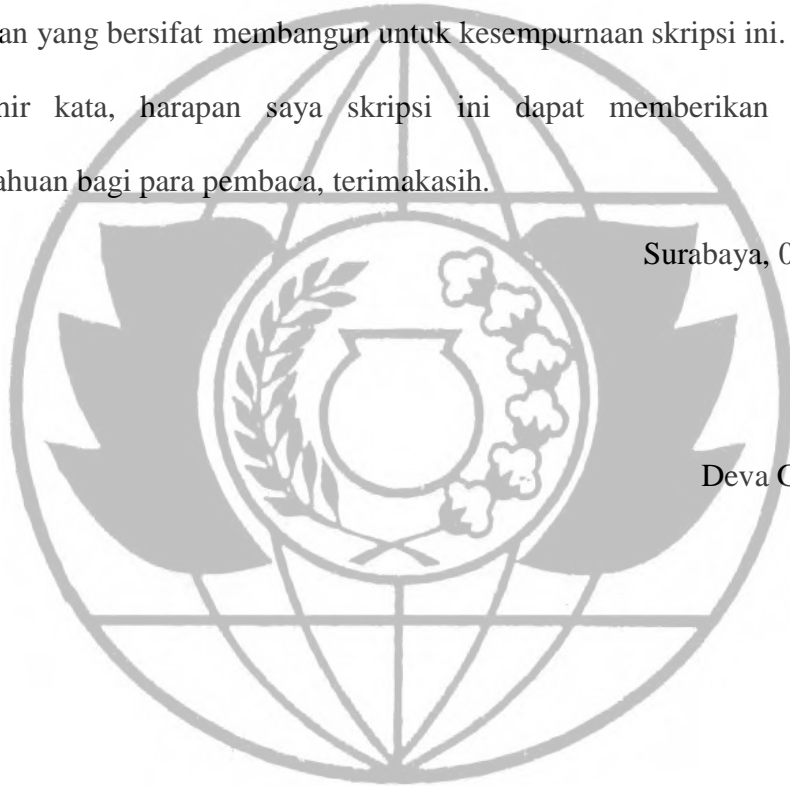 an yang bersifat membangun untuk kesempurnaan skripsi ini.
hir kata, harapan saya skripsi ini dapat memberikan
ahuan bagi para pembaca, terimakasih.
Surabaya, 0
Deva